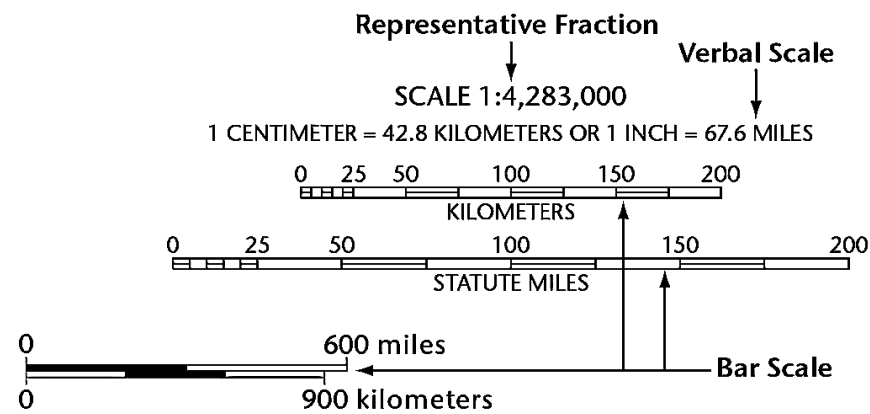 Representative Fraction
Verbal Scale
SCALE 1:4,283,000
1 CENTIMETER = 42.8 KILOMETERS OR 1 INCH = 67.6 MILES
0 25 50 100 150 200
KILOMETERS
0 25 50 100 150 200
STATUTE MILES
0 600 miles
Bar Scale
0 900 kilometers